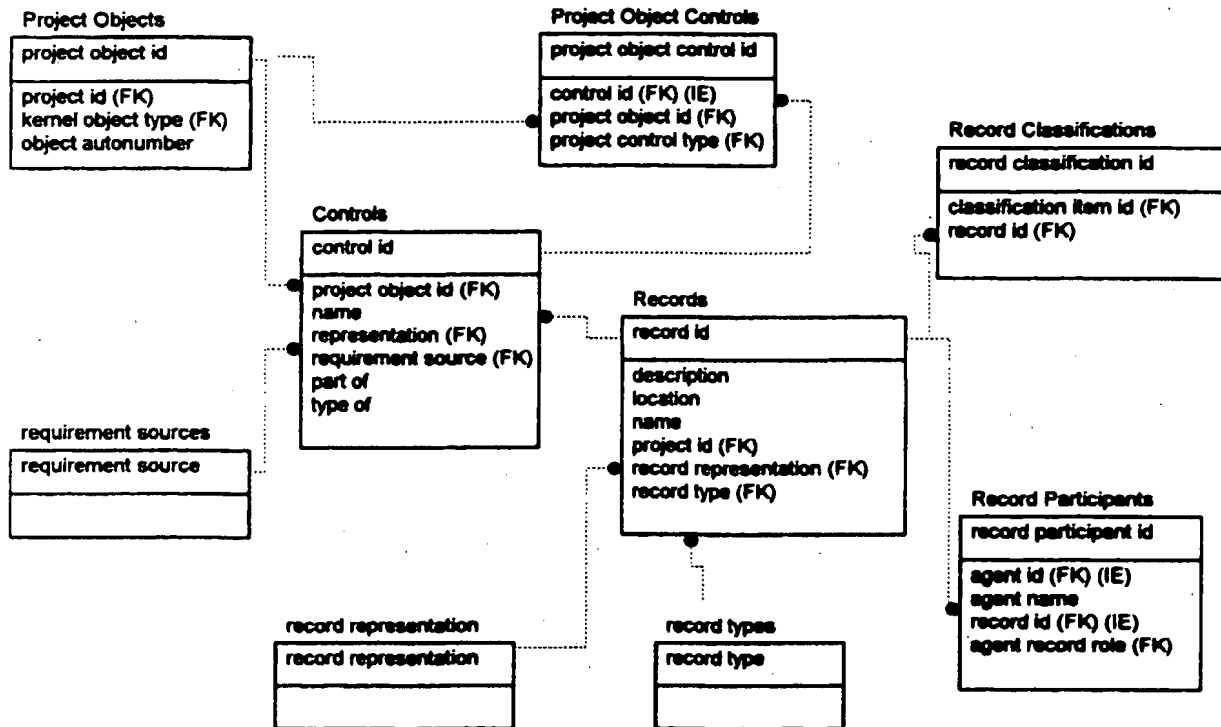 Project Objects
project object id
project id (FK)
kernel object type (FK)
object autonumber
Project Object Controls
project object control id
control id (FK) (IE)
project object id (FK)
project control type (FK)
Record Classifications
record classification id
classification item id (FK)
record id (FK)
Controls
control id
project object id (FK)
name
representation (FK)
requirement source (FK)
part of
type of
Records
record id
description
location
name
project id (FK)
record representation (FK)
record type (FK)
requirement sources
requirement source
Record Participants
record participant id
agent id (FK) (IE)
agent name
record id (FK) (IE)
agent record role (FK)
record representation
record representation
record types
record type